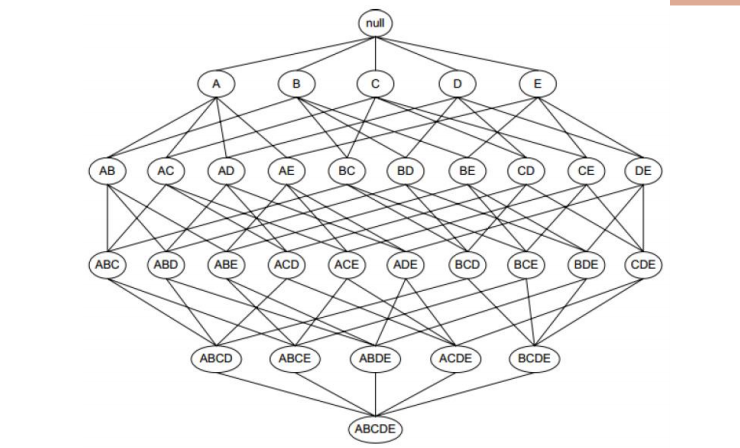 null
A B C D E
AB AC AD AE BC BD BE CD CE DE
ABC ABD ABE ACD ACE ADE BCD BCE BDE CDE
ABCD ABCE ABDE ACDE BCDE
ABCDE